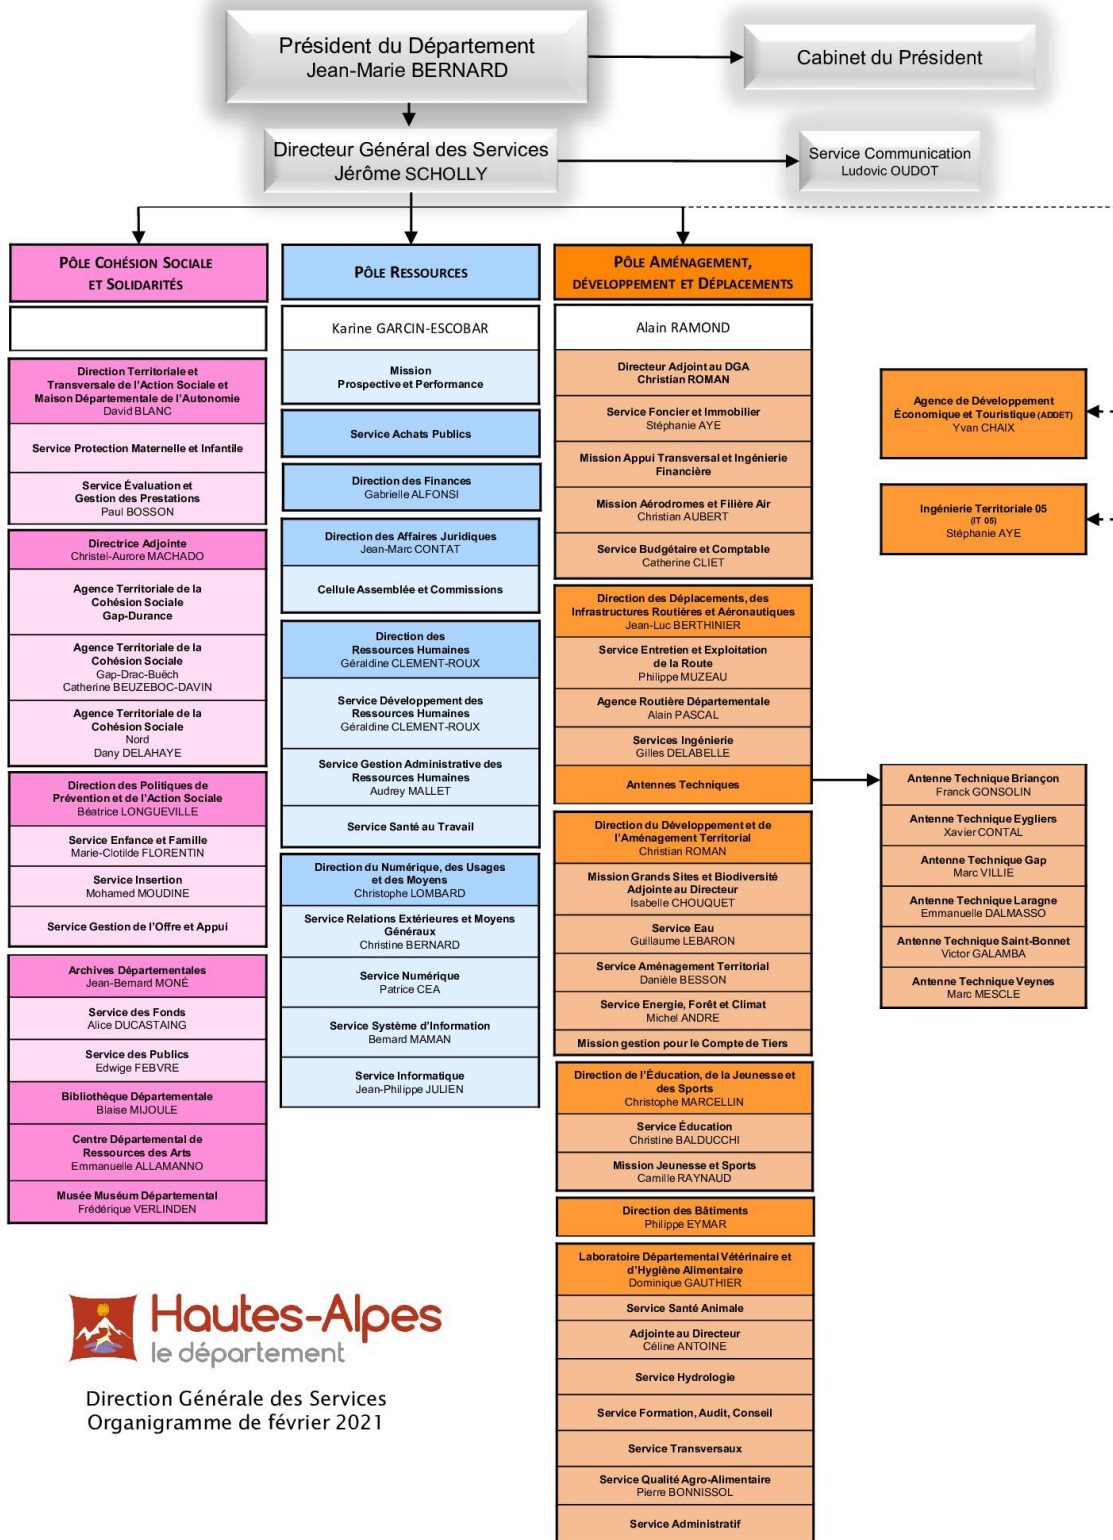 Président du Département
Jean-Marie BERNARD
Cabinet du Président
Directeur Général des Services
Jérôme SCHOLLY
Service Communication
Ludovic OUDOT
PÔLE COHÉSION SOCIALE
ET SOLIDARITÉS
Direction Territoriale et
Transversale de l'Action Sociale et
Maison Départementale de l'Autonomie
David BLANC
Service Protection Maternelle et Infantile
Service Évaluation et
Gestion des Prestations
Paul BOSSON
Directrice Adjointe
Christel-Aurore MACHADO
Agence Territoriale de la
Cohésion Sociale
Gap-Durance
Agence Territoriale de la
Cohésion Sociale
Gap-Drac-Buëch
Catherine BEUZEBOC-DAVIN
Agence Territoriale de la
Cohésion Sociale
Nord
Dany DELAHAYE
Direction des Politiques de
Prévention et de l'Action Sociale
Béatrice LONGUEVILLE
Service Enfance et Famille
Marie-Clotilde FLORENTIN
Service Insertion
Mohamed MOUDINE
Service Gestion de l'Offre et Appui
Archives Départementales
Jean-Bernard MONÉ
Service des Fonds
Alice DUCASTAING
Service des Publics
Edwige FEBVRE
Bibliothèque Départementale
Blaise MIJOULE
Centre Départemental de
Ressources des Arts
Emmanuelle ALLAMANNO
Musée Muséum Départemental
Frédérique VERLINDEN
PÔLE RESSOURCES
Karine GARCIN-ESCOBAR
Mission
Prospective et Performance
Service Achats Publics
Direction des Finances
Gabrielle ALFONSI
Direction des Affaires Juridiques
Jean-Marc CONTAT
Cellule Assemblée et Commissions
Direction des
Ressources Humaines
Géraldine CLEMENT-ROUX
Service Développement des
Ressources Humaines
Géraldine CLEMENT-ROUX
Service Gestion Administrative des
Ressources Humaines
Audrey MALLET
Service Santé au Travail
Direction du Numérique, des Usages
et des Moyens
Christophe LOMBARD
Service Relations Extérieures et Moyens
Généraux
Christine BERNARD
Service Numérique
Patrice CEA
Service Système d'Information
Bernard MAMAN
Service Informatique
Jean-Philippe JULIEN
PÔLE AMÉNAGEMENT,
DÉVELOPPEMENT ET DÉPLACEMENTS
Alain RAMOND
Directeur Adjoint au DGA
Christian ROMAN
Service Foncier et Immobilier
Stéphanie AYE
Mission Appui Transversal et Ingénierie
Financière
Mission Aérodromes et Filière Air
Christian AUBERT
Service Budgétaire et Comptable
Catherine CLIET
Direction des Déplacements, des
Infrastructures Routières et Aéronautiques
Jean-Luc BERTHINIER
Service Entretien et Exploitation
de la Route
Philippe MUZEAU
Agence Routière Départementale
Alain PASCAL
Services Ingénierie
Gilles DELABELLE
Antennes Techniques
Direction du Développement et de
l'Aménagement Territorial
Christian ROMAN
Mission Grands Sites et Biodiversité
Adjointe au Directeur
Isabelle CHOUQUET
Service Eau
Guillaume LEBARON
Service Aménagement Territorial
Danièle BESSON
Service Energie, Forêt et Climat
Michel ANDRE
Mission gestion pour le Compte de Tiers
Direction de l'Éducation, de la Jeunesse et
des Sports
Christophe MARCELLIN
Service Éducation
Christine BALDUCCHI
Mission Jeunesse et Sports
Camille RAYNAUD
Direction des Bâtiments
Philippe EYMAR
Laboratoire Départemental Vétérinaire et
d'Hygiène Alimentaire
Dominique GAUTHIER
Service Santé Animale
Adjointe au Directeur
Céline ANTOINE
Service Hydrologie
Service Formation, Audit, Conseil
Service Transversaux
Service Qualité Agro-Alimentaire
Pierre BONNISSOL
Service Administratif
Agence de Développement
Économique et Touristique (ADDET)
Yvan CHAIX
Ingénierie Territoriale 05
(IT 05)
Stéphanie AYE
Antenne Technique Briançon
Franck GONSOLIN
Antenne Technique Eygliers
Xavier CONTAL
Antenne Technique Gap
Marc VILLIE
Antenne Technique Laragne
Emmanuelle DALMASSO
Antenne Technique Saint-Bonnet
Victor GALAMBA
Antenne Technique Veynes
Marc MESCLE
Hautes-Alpes
le département
Direction Générale des Services
Organigramme de février 2021